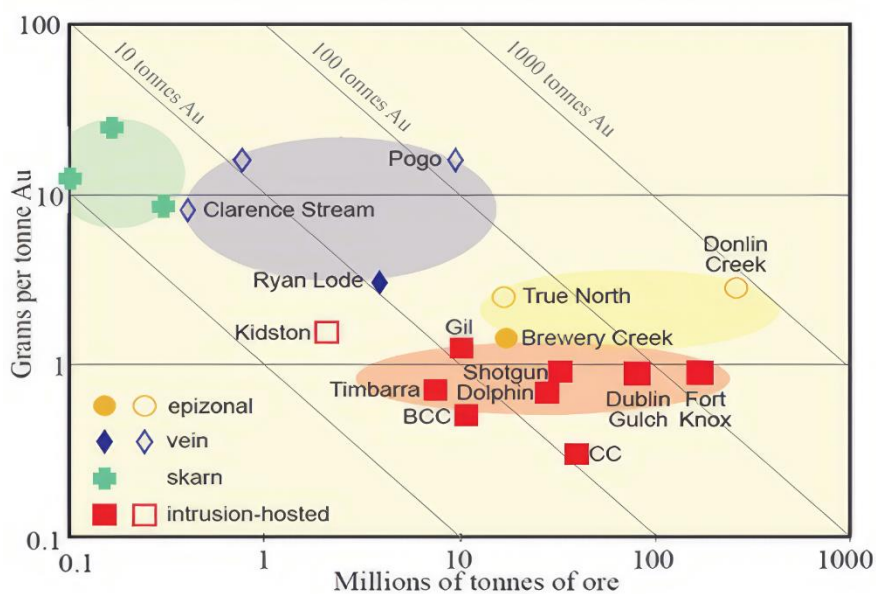 100
10
1
0.1
Grams per tonne Au
10 tonnes Au
100 tonnes Au
1000 tonnes Au
Pogo
Clarence Stream
Ryan Lode
Donlin
Creek
True North
Kidston
Gil
Brewery Creek
Shotgun
Timbarra
Dolphin
BCC
Dublin
Gulch
Fort
Knox
CC
epizonal
vein
skarn
intrusion-hosted
0.1
1
10
100
1000
Millions of tonnes of ore